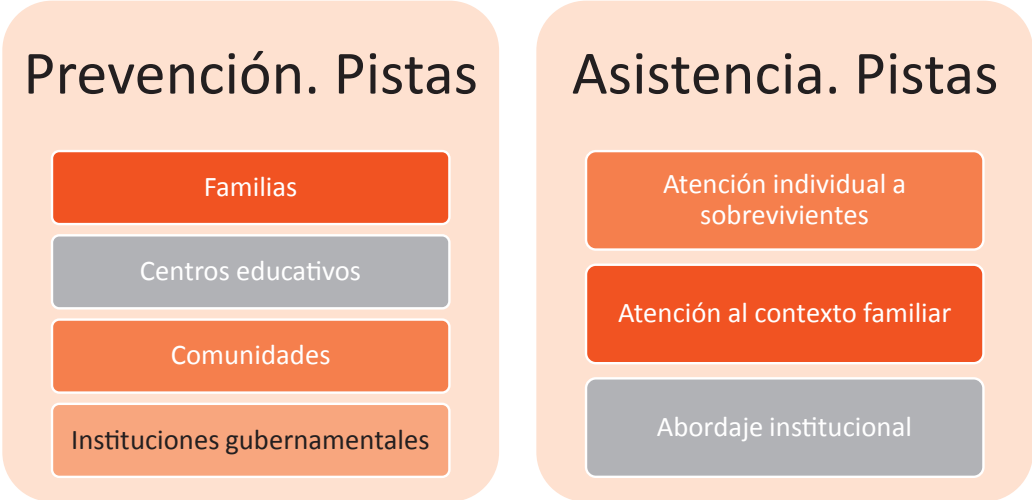 Prevención. Pistas
Familias
Centros educativos
Comunidades
Instituciones gubernamentales
Asistencia. Pistas
Atención individual a
sobrevivientes
Atención al contexto familiar
Abordaje institucional